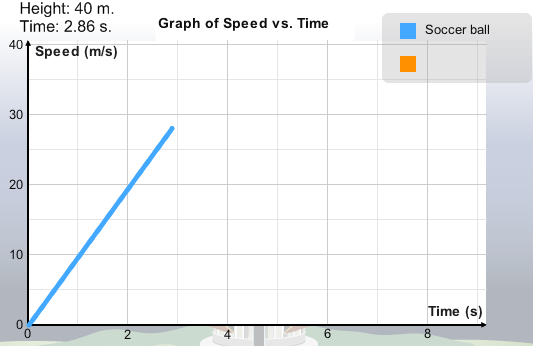 Height: 40 m.
Time: 2.86 s.
Graph of Speed vs. Time
Soccer ball
Speed (m/s)
40
30
20
10
0
0 2 4 6 8
Time (s)